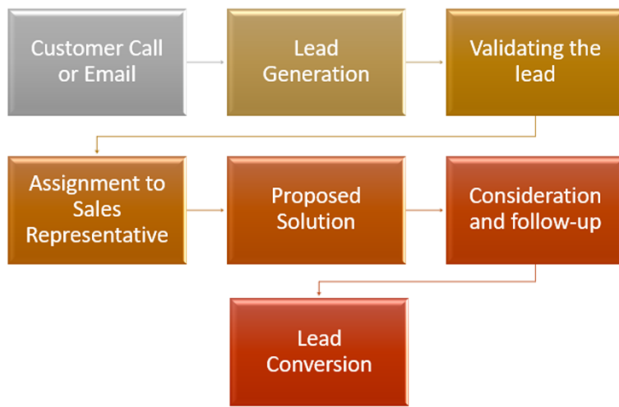 Customer Call
or Email
Lead
Generation
Validating the
lead
Assignment to
Sales
Representative
Proposed
Solution
Consideration
and follow-up
Lead
Conversion